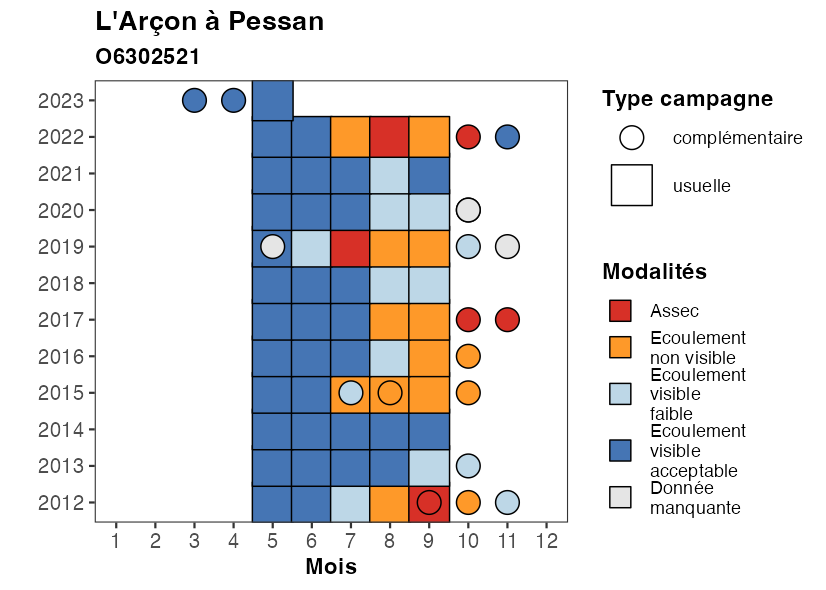 L'Arçon à Pessan
O6302521
2023
2022
2021
2020
2019
2018
2017
2016
2015
2014
2013
2012
1 2 3 4 5 6 7 8 9 10 11 12
Mois
Type campagne
complémentaire
usuelle
Modalités
Assec
Ecoulement
non visible
Ecoulement
visible
faible
Ecoulement
visible
acceptable
Donnée
manquante